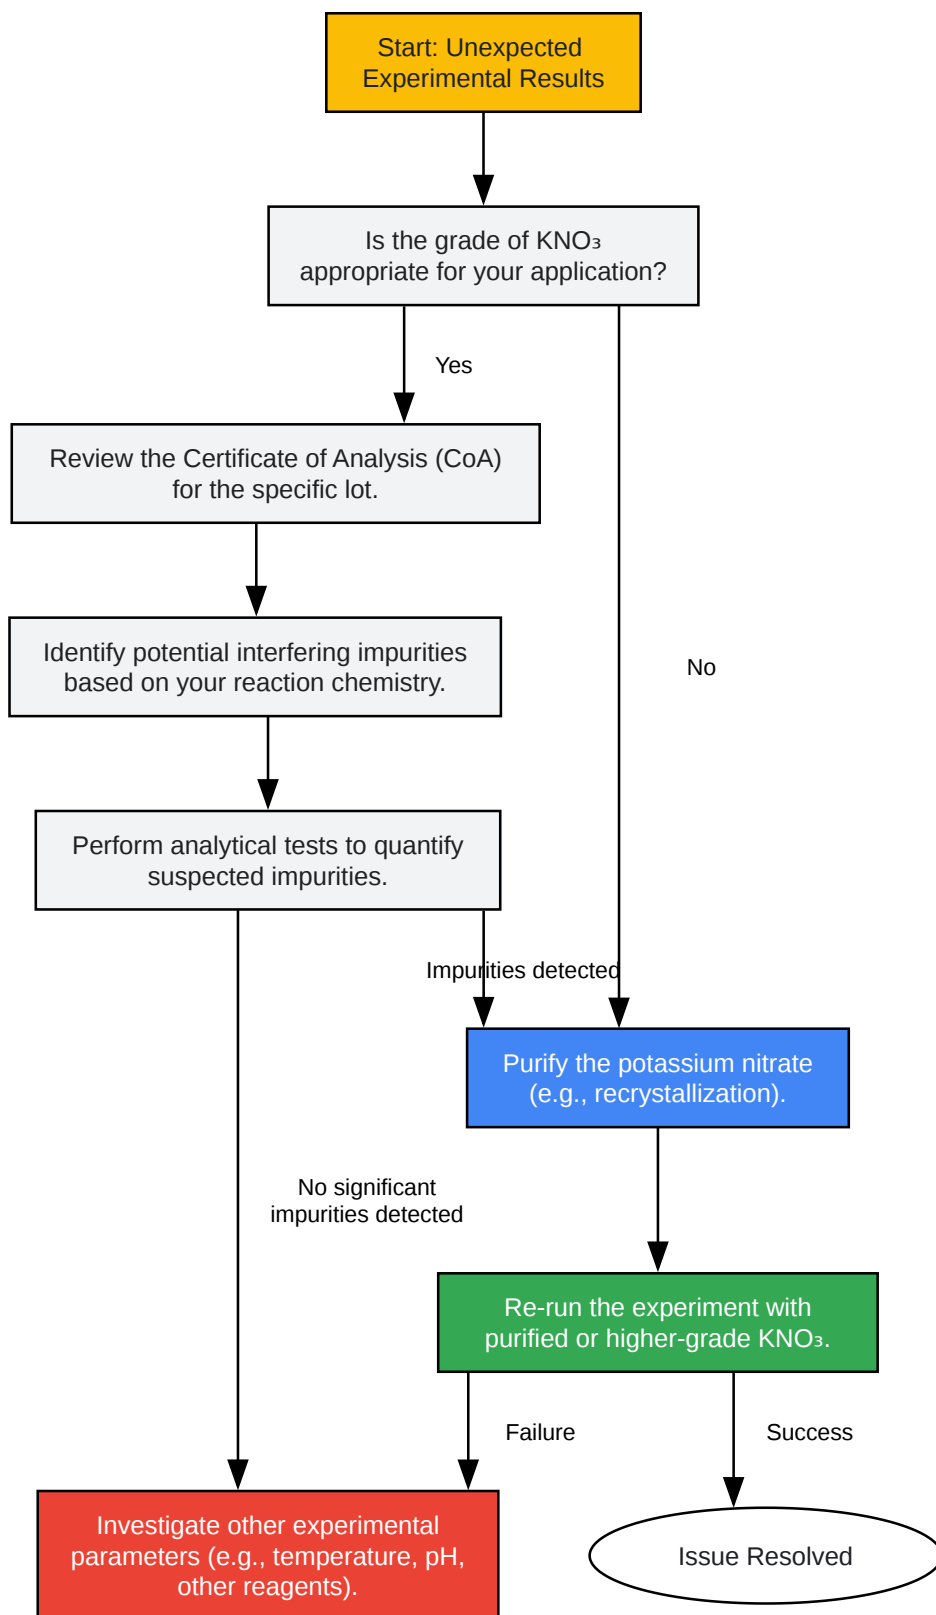 Start: Unexpected
Experimental Results
Is the grade of KNO₃
appropriate for your application?
Yes
Review the Certificate of Analysis (CoA)
for the specific lot.
Identify potential interfering impurities
based on your reaction chemistry.
No
Perform analytical tests to quantify
suspected impurities.
Impurities detected
Purify the potassium nitrate
(e.g., recrystallization).
No significant
impurities detected
Re-run the experiment with
purified or higher-grade KNO₃.
Failure
Success
Investigate other experimental
parameters (e.g., temperature, pH,
other reagents).
Issue Resolved